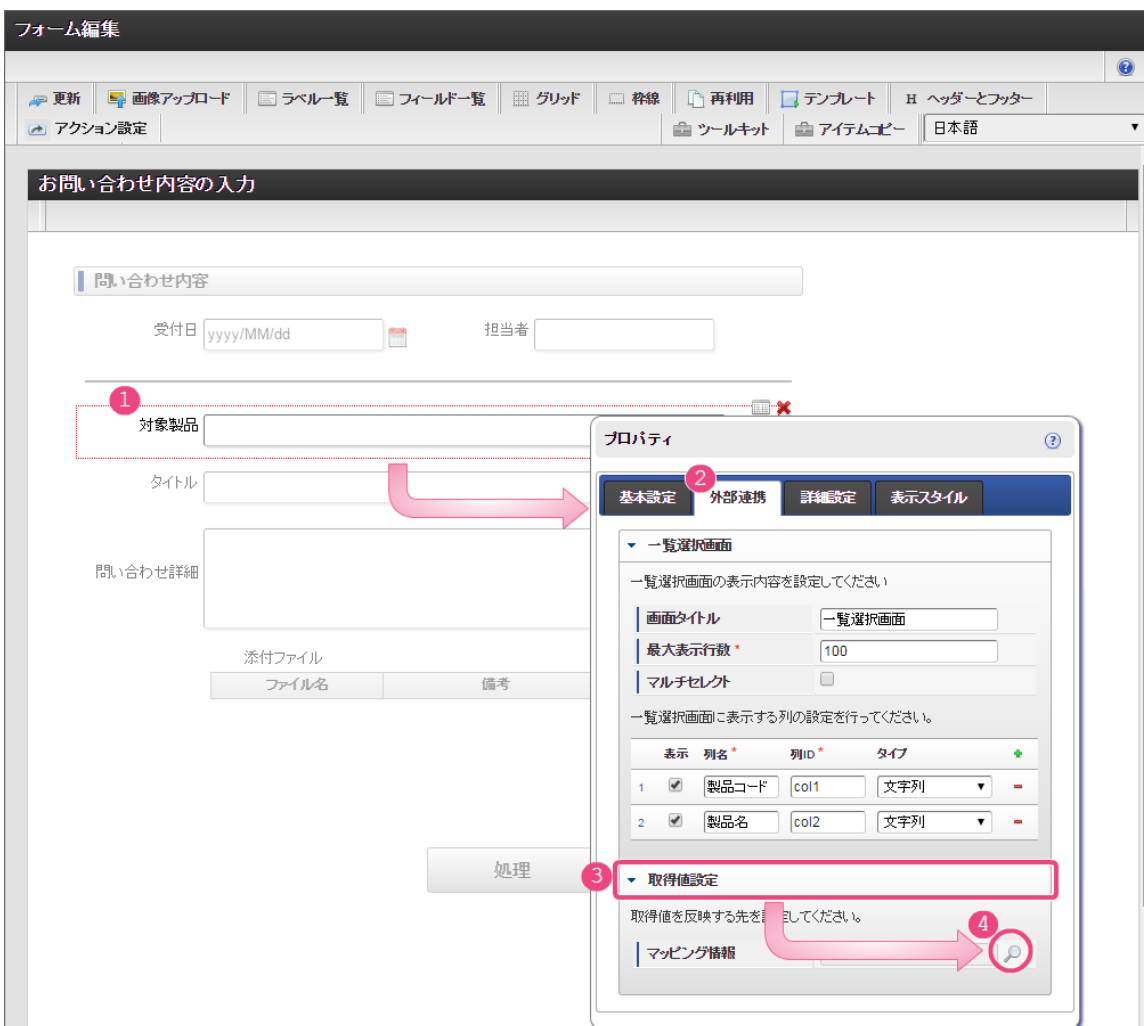 フォーム編集
更新 画像アップロード ラベル一覧 フィールド一覧 グリッド 枠線 再利用 テンプレート H ヘッダーとフッター
アクション設定 ツールキット アイテムコピー 日本語
お問い合わせ内容の入力
問い合わせ内容
受付日 yyyy/MM/dd 担当者
1
対象製品
タイトル
問い合わせ詳細
添付ファイル
ファイル名 備考
処理
プロパティ
2
基本設定 外部連携 詳細設定 表示スタイル
一覧選択画面
一覧選択画面の表示内容を設定してください
画面タイトル 一覧選択画面
最大表示行数 * 100
マルチセレクト
一覧選択画面に表示する列の設定を行ってください。
表示 列名 * 列ID * タイプ
1 製品コード col1 文字列
2 製品名 col2 文字列
3 取得値設定
取得値を反映する先を設定してください。
4
マッピング情報